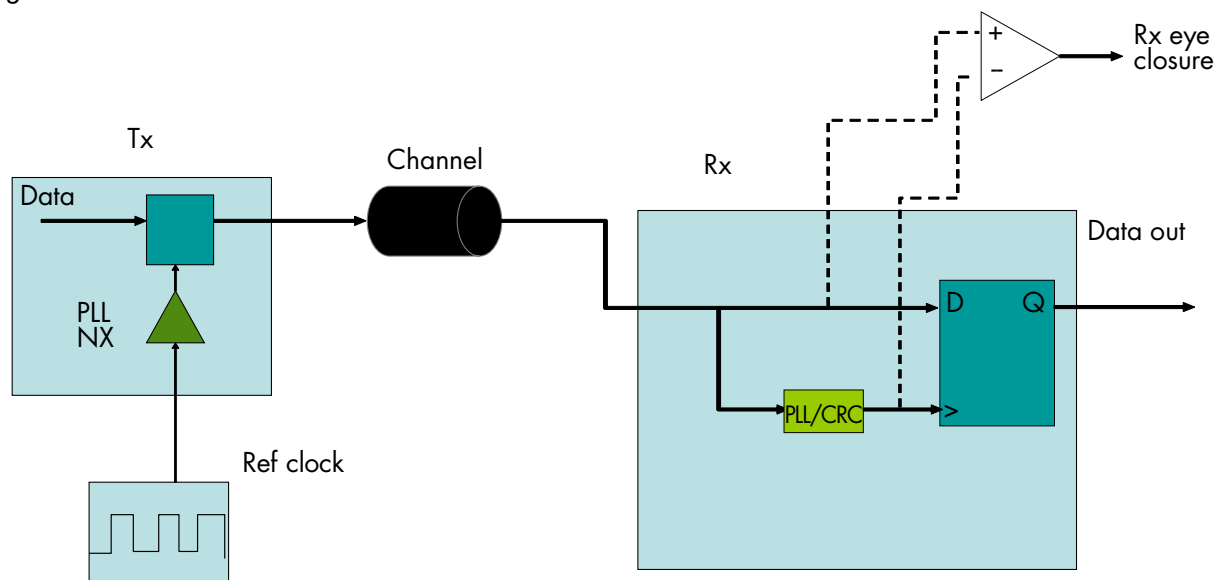 +
−
Rx eye
closure
Tx
Channel
Rx
Data
Data out
PLL
NX
D
Q
PLL/CRC
>
Ref clock